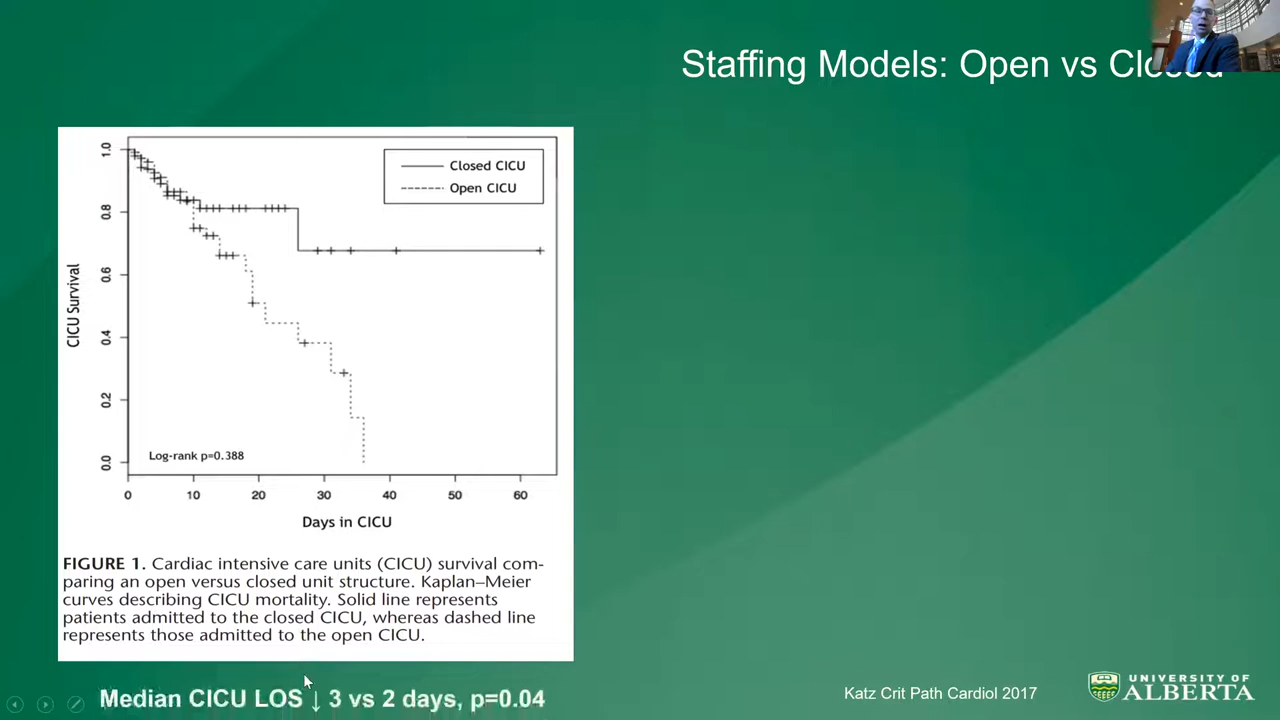 Staffing Models: Open vs Closed
1.0
0.8
0.6
0.4
0.2
0.0
CICU Survival
Closed CICU
Open CICU
Log-rank p=0.388
0 10 20 30 40 50 60
Days in CICU
FIGURE 1. Cardiac intensive care units (CICU) survival com-
paring an open versus closed unit structure. Kaplan–Meier
curves describing CICU mortality. Solid line represents
patients admitted to the closed CICU, whereas dashed line
represents those admitted to the open CICU.
Median CICU LOS ↓ 3 vs 2 days, p=0.04
Katz Crit Path Cardiol 2017
UNIVERSITY OF
ALBERTA